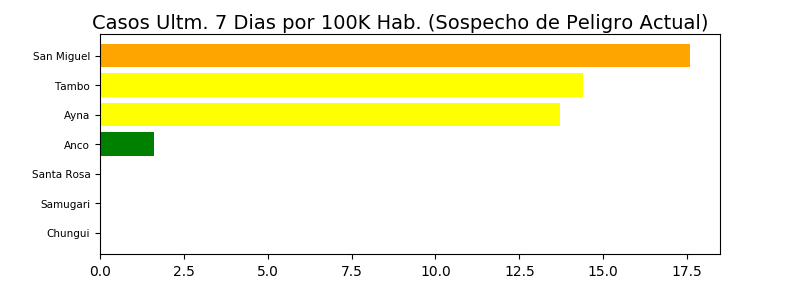 Casos Ultm. 7 Dias por 100K Hab. (Sospecho de Peligro Actual)
San Miguel
Tambo
Ayna
Anco
Santa Rosa
Samugari
Chungui
0.0 2.5 5.0 7.5 10.0 12.5 15.0 17.5